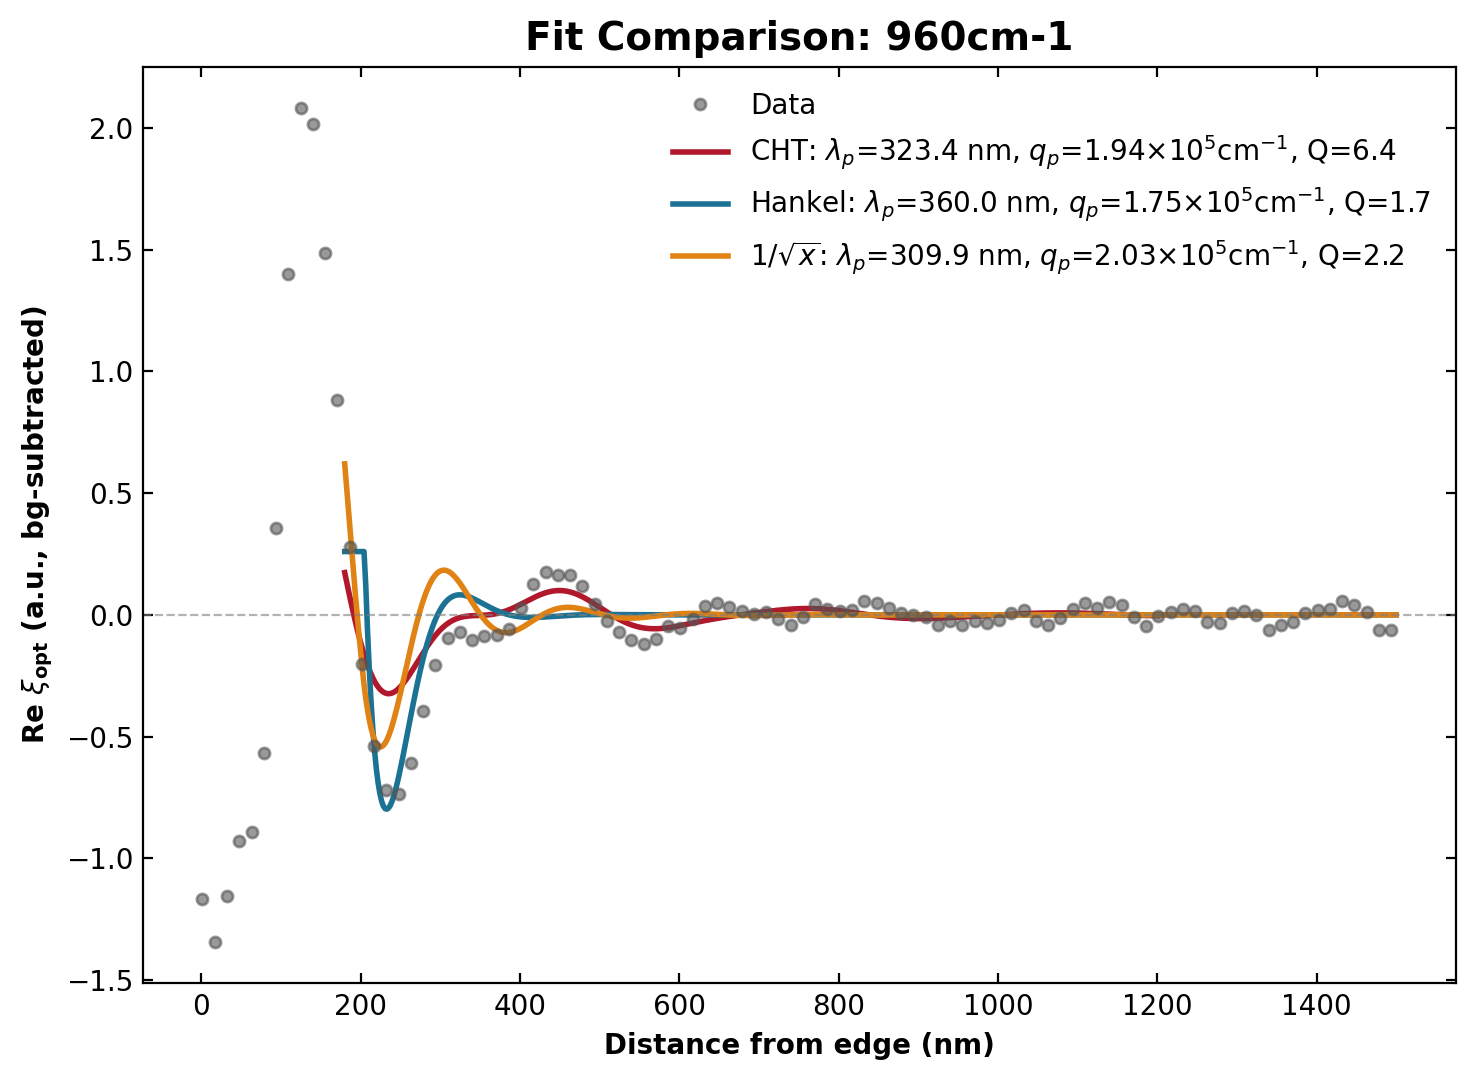 Fit Comparison: 960cm-1
Data
CHT: λₚ=323.4 nm, qₚ=1.94×10⁵cm⁻¹, Q=6.4
Hankel: λₚ=360.0 nm, qₚ=1.75×10⁵cm⁻¹, Q=1.7
1/√x: λₚ=309.9 nm, qₚ=2.03×10⁵cm⁻¹, Q=2.2
Re ξopt (a.u., bg-subtracted)
2.0
1.5
1.0
0.5
0.0
−0.5
−1.0
−1.5
0 200 400 600 800 1000 1200 1400
Distance from edge (nm)